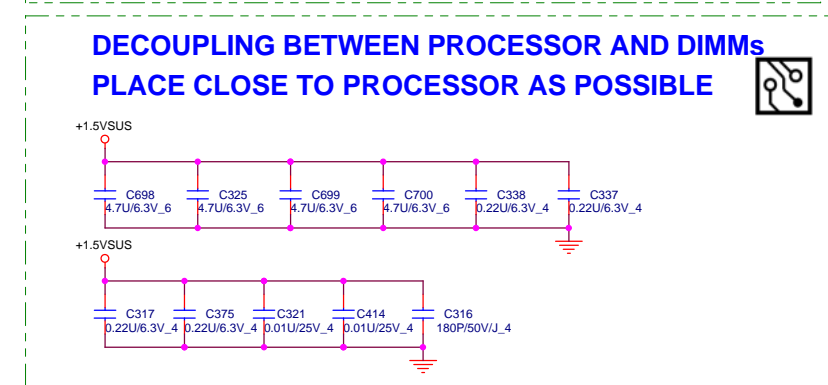 DECOUPLING BETWEEN PROCESSOR AND DIMMs
PLACE CLOSE TO PROCESSOR AS POSSIBLE
+1.5VSUS
C698 C325 C699 C700 C338 C337
4.7U/6.3V_6 4.7U/6.3V_6 4.7U/6.3V_6 4.7U/6.3V_6 0.22U/6.3V_4 0.22U/6.3V_4
+1.5VSUS
C317 C375 C321 C414 C316
0.22U/6.3V_4 0.22U/6.3V_4 0.01U/25V_4 0.01U/25V_4 180P/50V/J_4